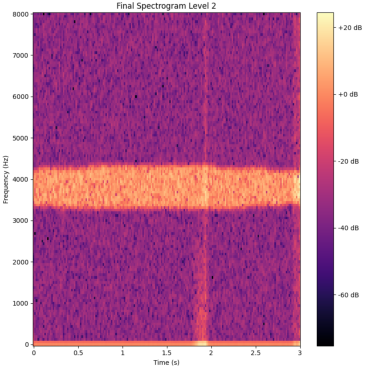 Final Spectrogram Level 2
8000
7000
6000
5000
4000
3000
2000
1000
0
Frequency (Hz)
0 0.5 1 1.5 2 2.5 3
Time (s)
+20 dB
+0 dB
-20 dB
-40 dB
-60 dB